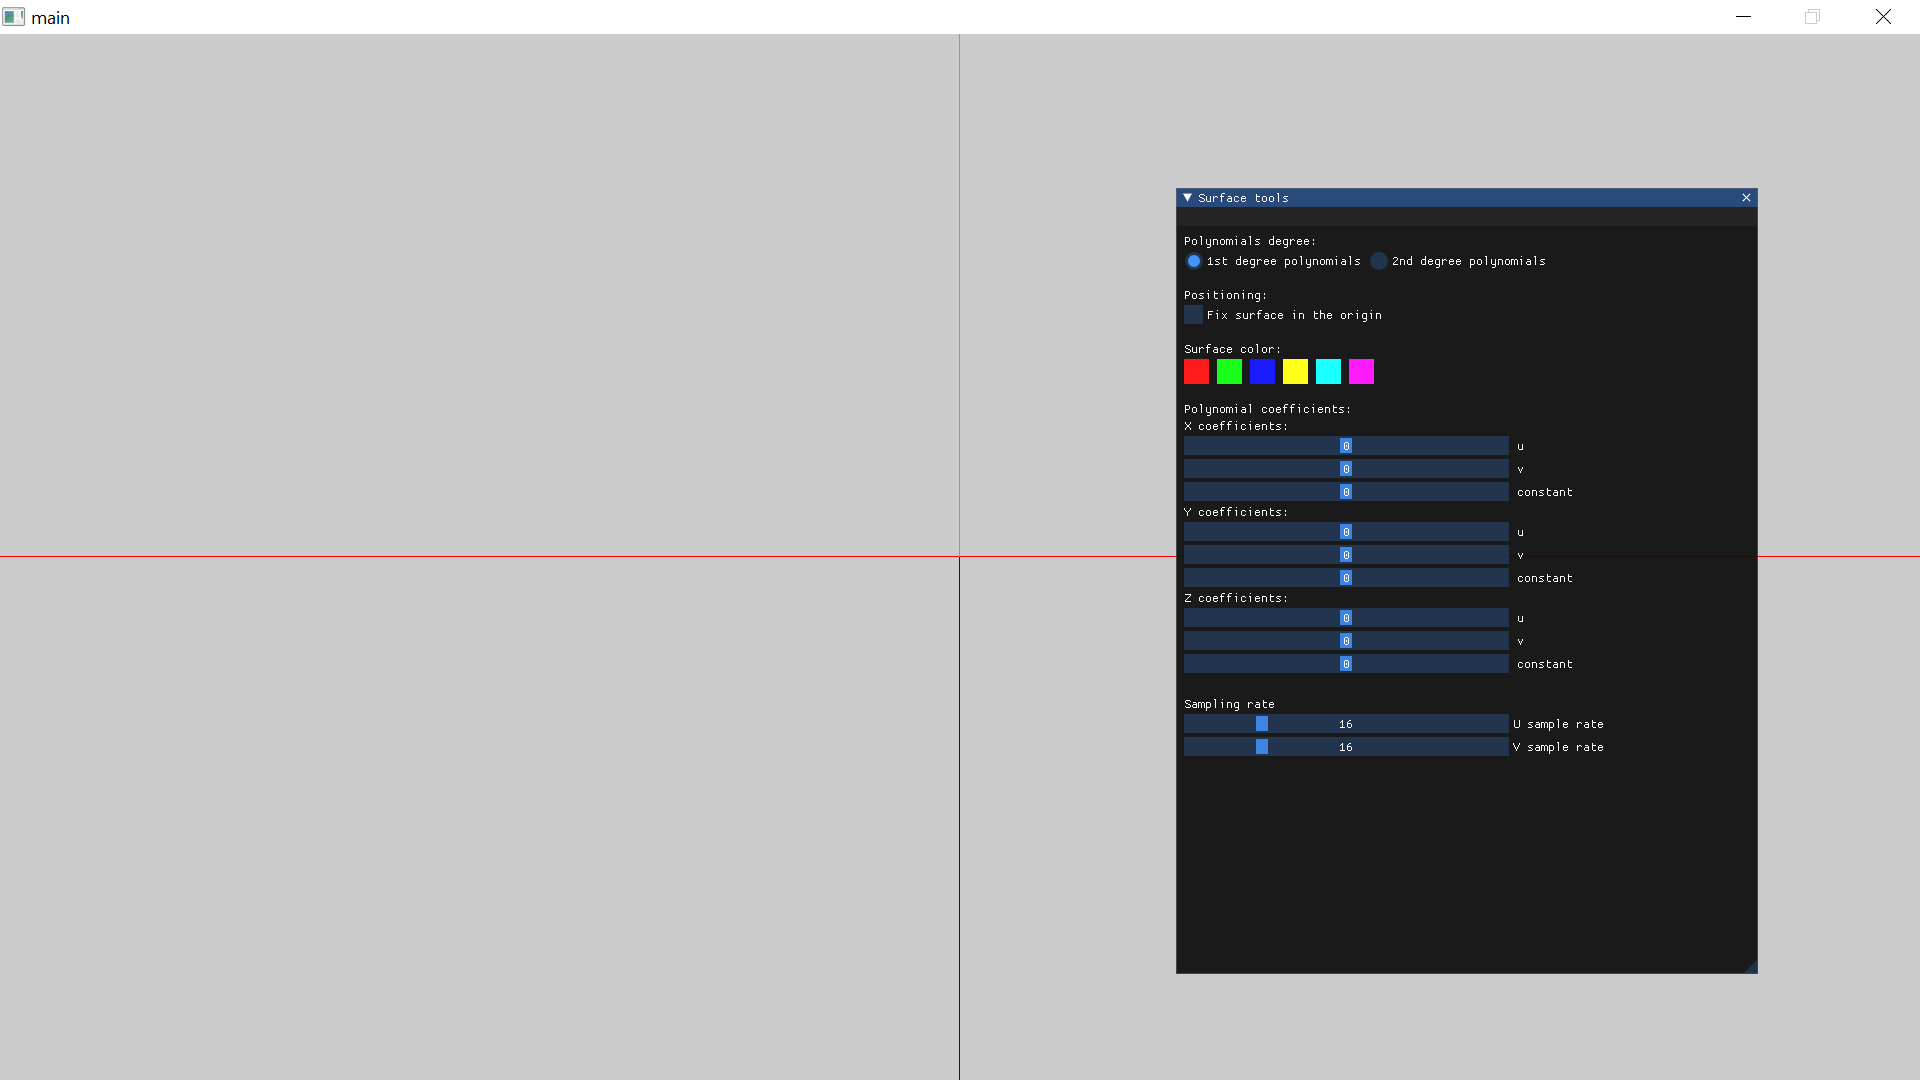 main
Surface tools
Polynomials degree:
1st degree polynomials 2nd degree polynomials
Positioning:
Fix surface in the origin
Surface color:
Polynomial coefficients:
X coefficients:
0 u
0 v
0 constant
Y coefficients:
0 u
0 v
0 constant
Z coefficients:
0 u
0 v
0 constant
Sampling rate
16 U sample rate
16 V sample rate